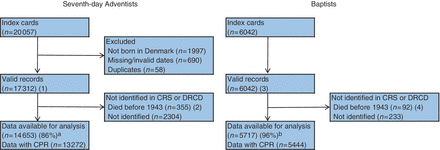 Seventh-day Adventists
Index cards
(n=20057)
Excluded
Not born in Denmark (n=1997)
Missing/invalid dates (n=690)
Duplicates (n=58)
Valid records
(n=17312) (1)
Not identified in CRS or DRCD
Died before 1943 (n=355) (2)
Not identified (n=2304)
Data available for analysis
(n=14653) (86%)a
Data with CPR (n=13272)
Baptists
Index cards
(n=6042)
Valid records
(n=6042) (3)
Not identified in CRS or DRCD
Died before 1943 (n=92) (4)
Not identified (n=233)
Data available for analysis
(n=5717) (96%)b
Data with CPR (n=5444)